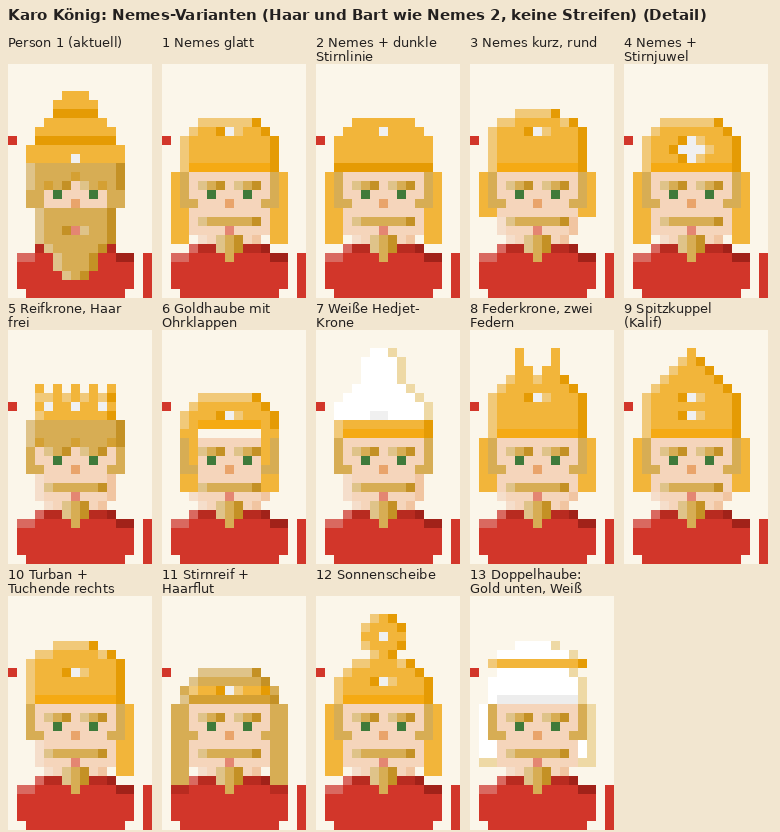 Karo König: Nemes-Varianten (Haar und Bart wie Nemes 2, keine Streifen) (Detail)
Person 1 (aktuell)
1 Nemes glatt
2 Nemes + dunkle
Stirnlinie
3 Nemes kurz, rund
4 Nemes +
Stirnjuwel
5 Reifkrone, Haar
frei
6 Goldhaube mit
Ohrklappen
7 Weiße Hedjet-
Krone
8 Federkrone, zwei
Federn
9 Spitzkuppel
(Kalif)
10 Turban +
Tuchende rechts
11 Stirnreif +
Haarflut
12 Sonnenscheibe
13 Doppelhaube:
Gold unten, Weiß